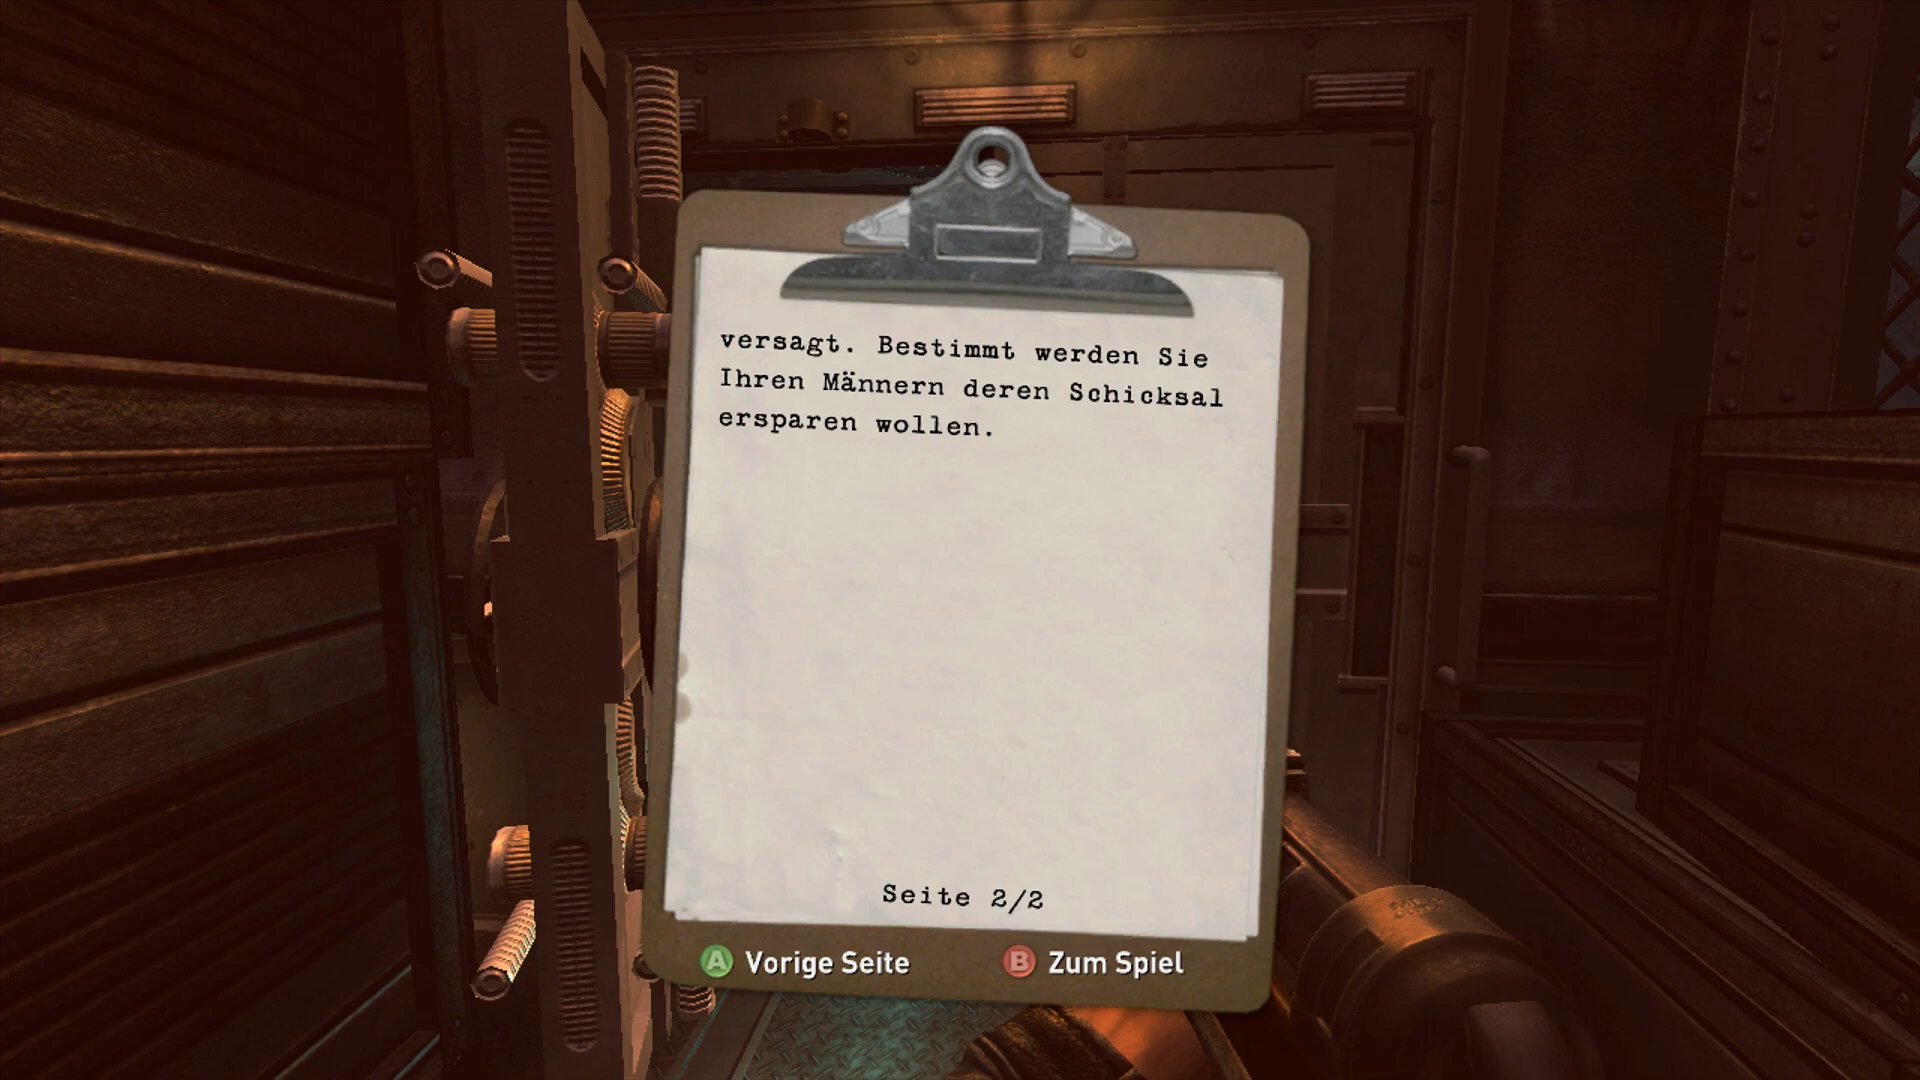 versagt. Bestimmt werden Sie
Ihren Männern deren Schicksal
ersparen wollen.
Seite 2/2
A Vorige Seite
B Zum Spiel